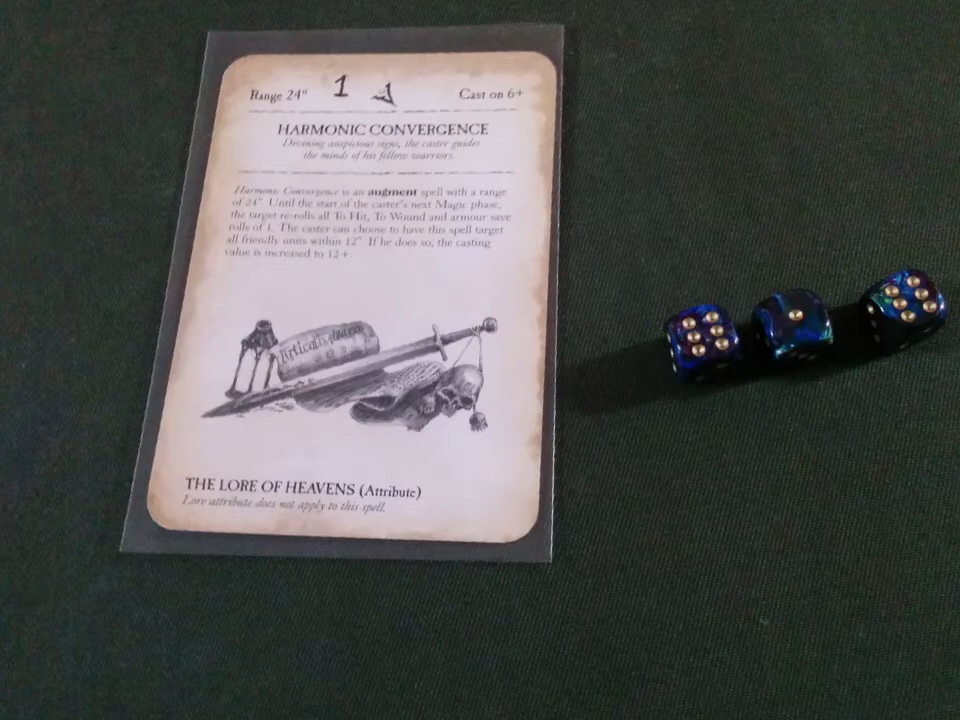 Range 24" 1 Cast on 6+
HARMONIC CONVERGENCE
Divining auspicious signs, the caster guides
the minds of his fellow warriors.
Harmonic Convergence is an augment spell with a range
of 24". Until the start of the caster's next Magic phase,
the target re-rolls all To Hit, To Wound and armour save
rolls of 1. The caster can choose to have this spell target
all friendly units within 12". If he does so, the casting
value is increased to 12+
THE LORE OF HEAVENS (Attribute)
Lore attribute does not apply to this spell.